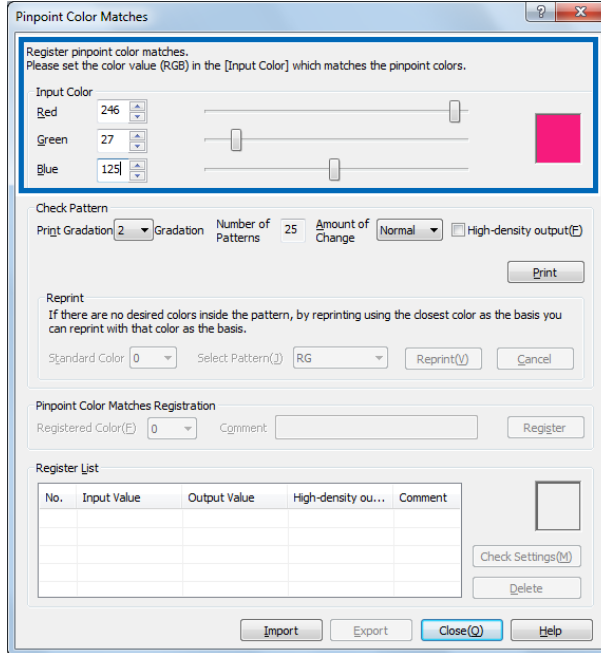 Pinpoint Color Matches
Register pinpoint color matches.
Please set the color value (RGB) in the [Input Color] which matches the pinpoint colors.
Input Color
Red 246
Green 27
Blue 125
Check Pattern
Print Gradation 2 Gradation Number of Patterns 25 Amount of Change Normal High-density output(F)
Print
Reprint
If there are no desired colors inside the pattern, by reprinting using the closest color as the basis you
can reprint with that color as the basis.
Standard Color 0 Select Pattern(J) RG Reprint(V) Cancel
Pinpoint Color Matches Registration
Registered Color(F) 0 Comment Register
Register List
No. Input Value Output Value High-density ou... Comment
Check Settings(M)
Delete
Import Export Close(O) Help